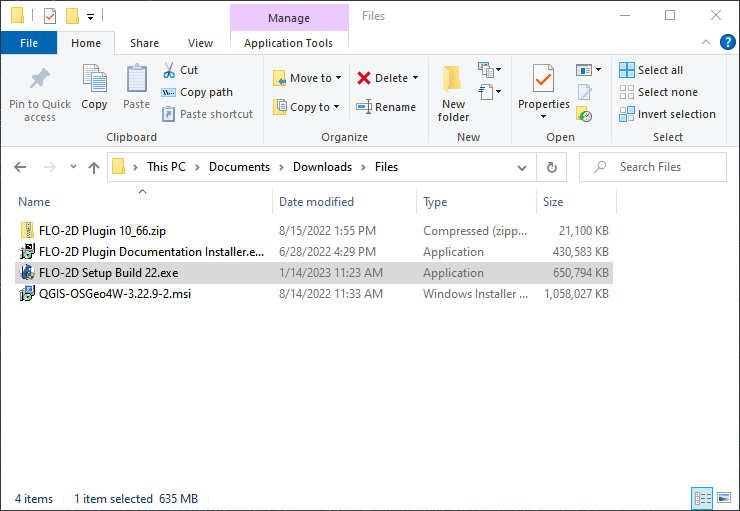 Manage
Files
File
Home
Share
View
Application Tools
Pin to Quick access
Copy
Paste
Cut
Copy path
Paste shortcut
Clipboard
Move to
Copy to
Delete
Rename
Organize
New folder
New
Properties
Open
Select all
Select none
Invert selection
Select
This PC > Documents > Downloads > Files
Search Files
Name Date modified Type Size
FLO-2D Plugin 10_66.zip 8/15/2022 1:55 PM Compressed (zipp... 21,100 KB
FLO-2D Plugin Documentation Installer.e... 6/28/2022 4:29 PM Application 430,583 KB
FLO-2D Setup Build 22.exe 1/14/2023 11:23 AM Application 650,794 KB
QGIS-OSGeo4W-3.22.9-2.msi 8/14/2022 11:33 AM Windows Installer ... 1,058,027 KB
4 items 1 item selected 635 MB